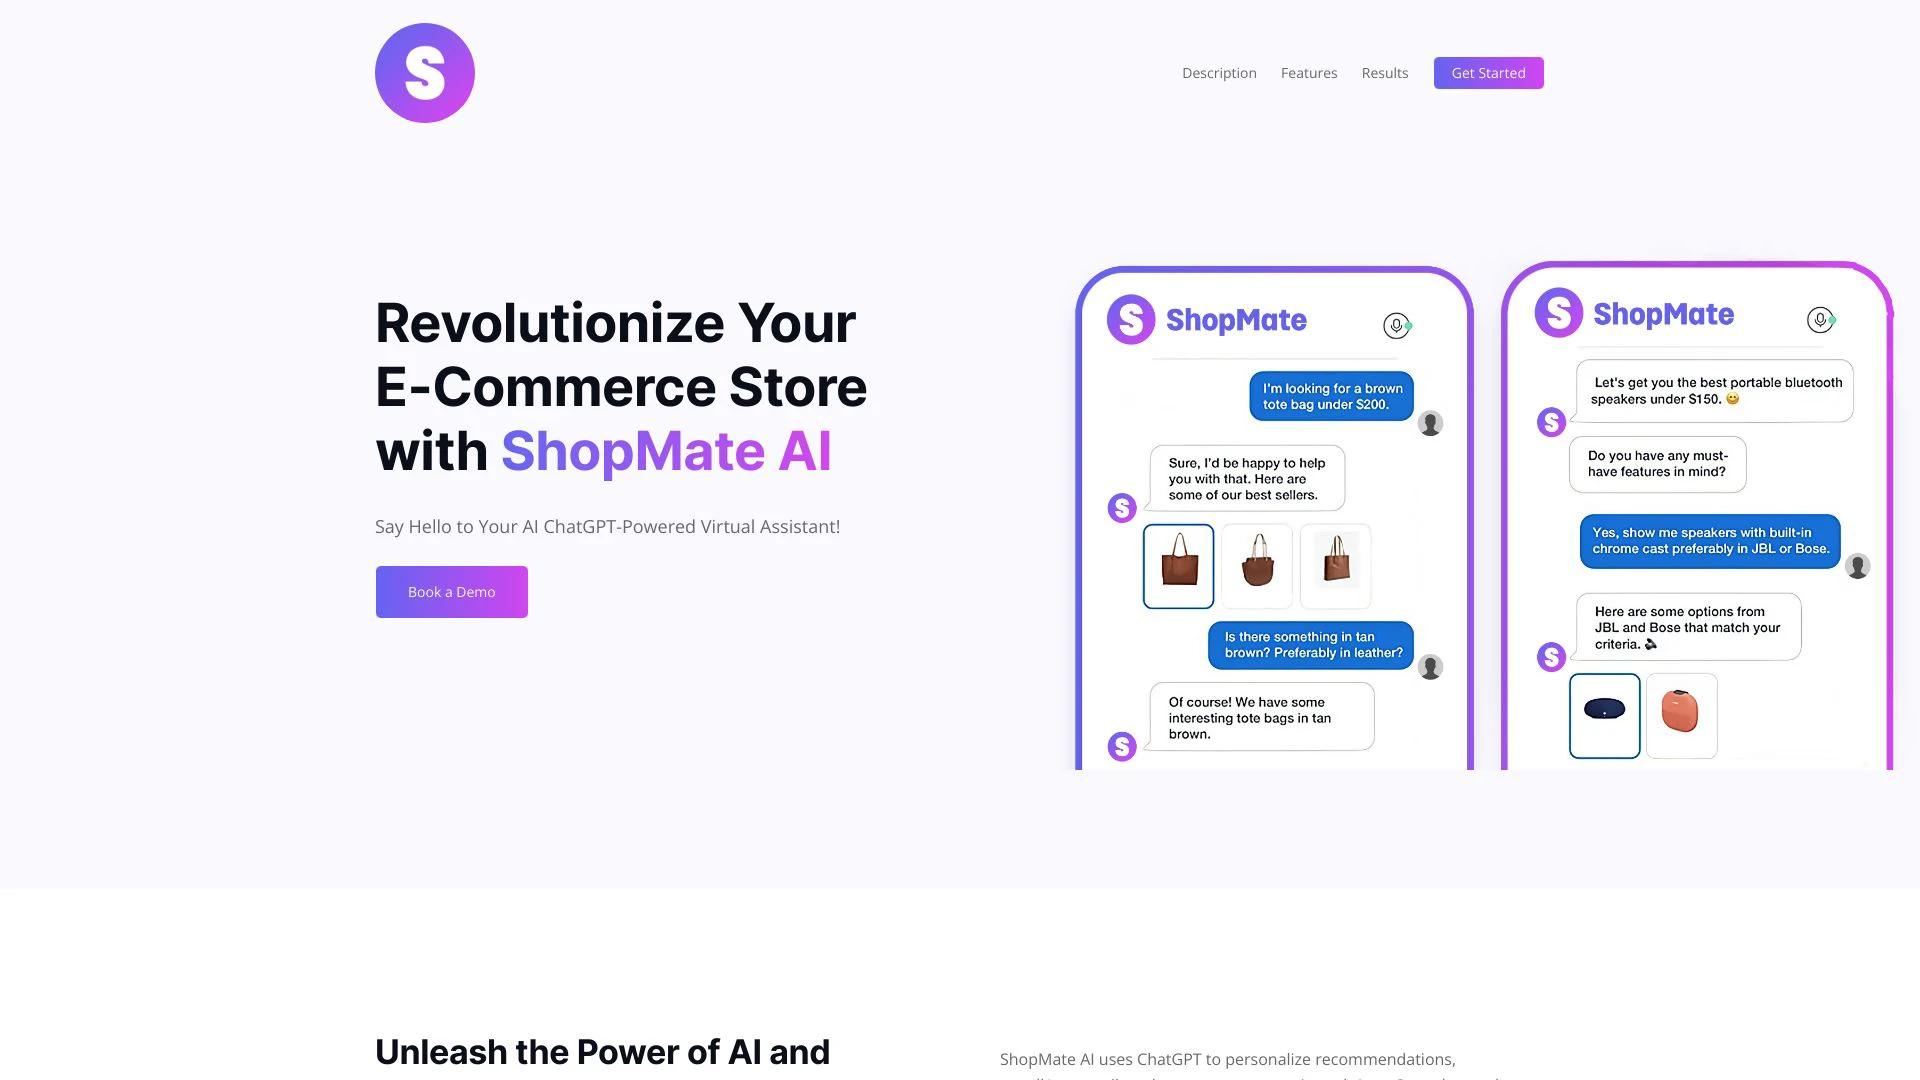 S
Description
Features
Results
Get Started
Revolutionize Your
E-Commerce Store
with ShopMate AI
Say Hello to Your AI ChatGPT-Powered Virtual Assistant!
Book a Demo
S ShopMate
I'm looking for a brown
tote bag under $200.
Sure, I'd be happy to help
you with that. Here are
some of our best sellers.
S
Is there something in tan
brown? Preferably in leather?
Of course! We have some
interesting tote bags in tan
brown.
S
S ShopMate
Let's get you the best portable bluetooth
speakers under $150. 😊
S
Do you have any must-
have features in mind?
Yes, show me speakers with built-in
chrome cast preferably in JBL or Bose.
Here are some options from
JBL and Bose that match your
criteria. 🔊
S
Unleash the Power of AI and
ShopMate AI uses ChatGPT to personalize recommendations,